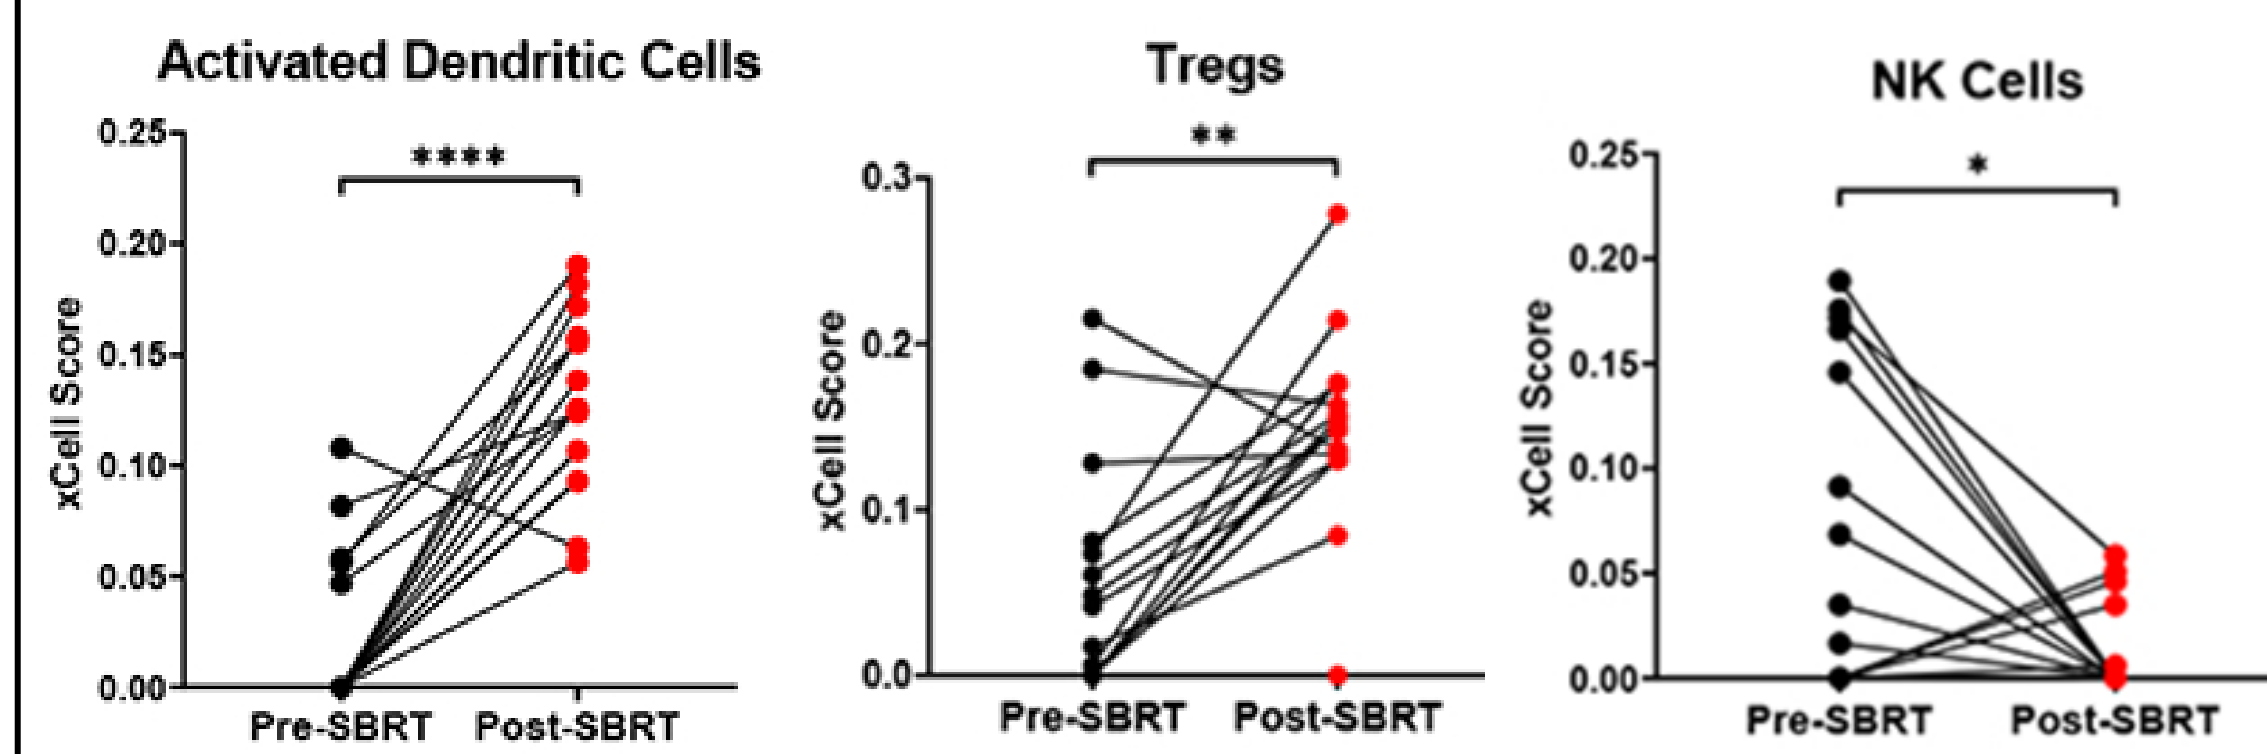 Activated Dendritic Cells
****
xCell Score
0.25
0.20
0.15
0.10
0.05
0.00
Pre-SBRT Post-SBRT
Tregs
**
xCell Score
0.3
0.2
0.1
0.0
Pre-SBRT Post-SBRT
NK Cells
*
xCell Score
0.25
0.20
0.15
0.10
0.05
0.00
Pre-SBRT Post-SBRT